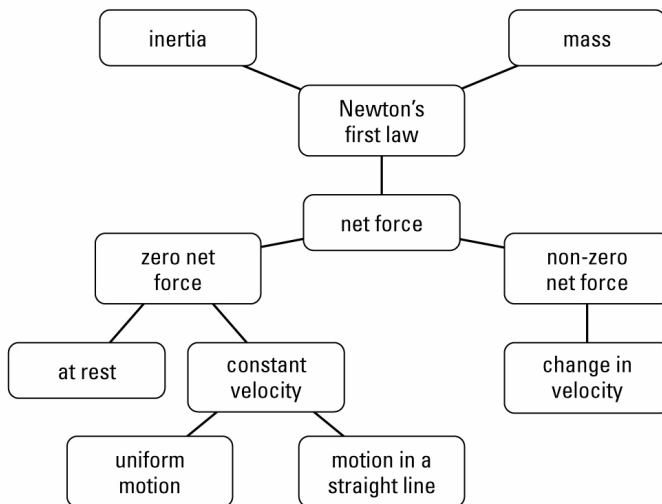 inertia
mass
Newton’s
first law
net force
zero net
force
non-zero
net force
at rest
constant
velocity
change in
velocity
uniform
motion
motion in a
straight line